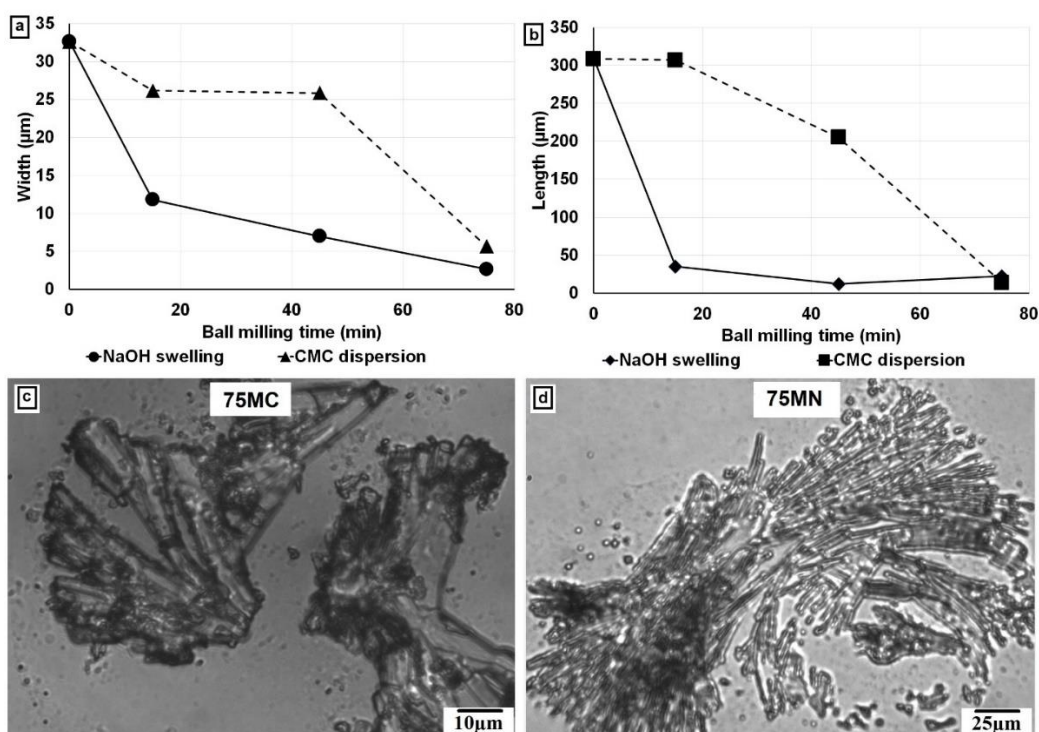 a
35
30
25
20
15
10
5
0
Width (µm)
0 20 40 60 80
Ball milling time (min)
NaOH swelling CMC dispersion
b
350
300
250
200
150
100
50
0
Length (µm)
0 20 40 60 80
Ball milling time (min)
NaOH swelling CMC dispersion
c
75MC
10µm
d
75MN
25µm